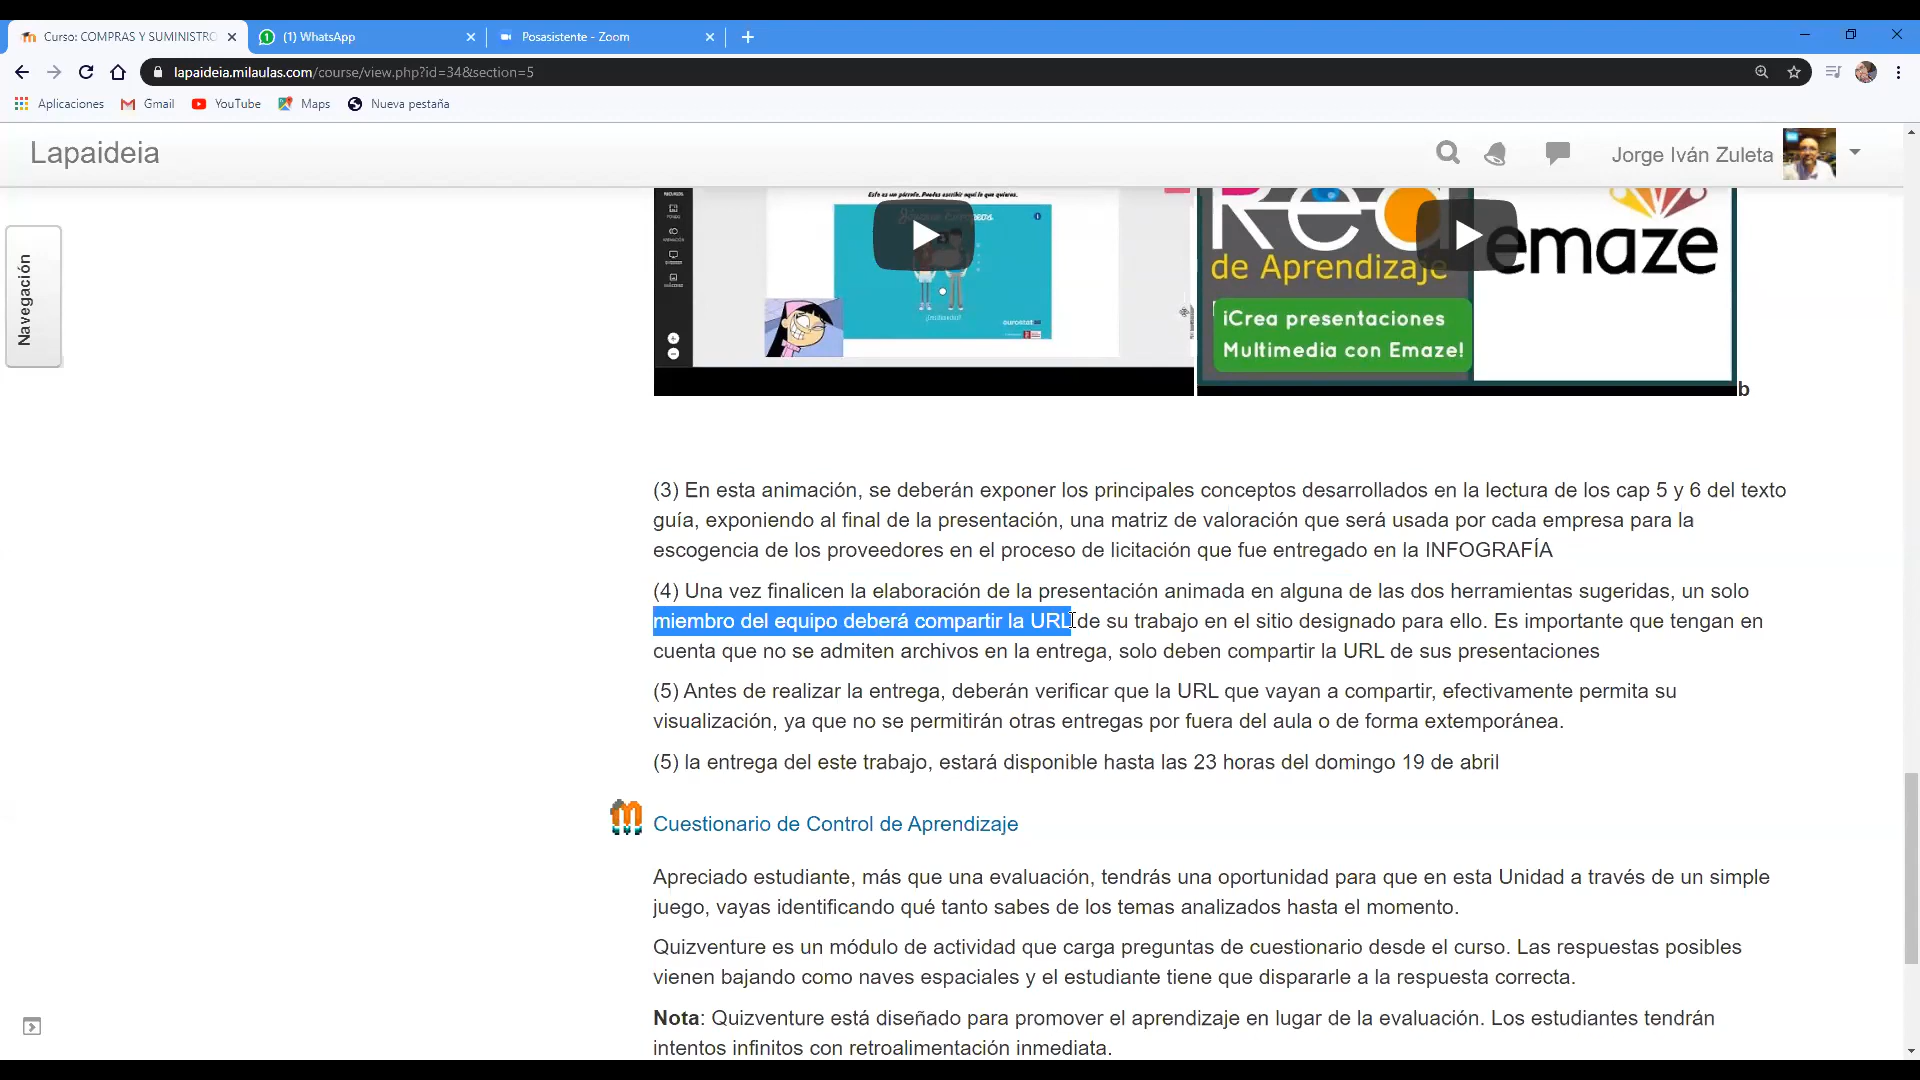 Curso: COMPRAS Y SUMINISTRO
(1) WhatsApp
Posasistente - Zoom
lapaideia.milaulas.com/course/view.php?id=34&section=5
Aplicaciones
Gmail
YouTube
Maps
Nueva pestaña
Lapaideia
Jorge Iván Zuleta
Navegación
Esto es un párrafo. Puedes escribir aquí lo que quieras.
Red
de Aprendizaje
emaze
¡Crea presentaciones
Multimedia con Emaze!
b
(3) En esta animación, se deberán exponer los principales conceptos desarrollados en la lectura de los cap 5 y 6 del texto
guía, exponiendo al final de la presentación, una matriz de valoración que será usada por cada empresa para la
escogencia de los proveedores en el proceso de licitación que fue entregado en la INFOGRAFÍA
(4) Una vez finalicen la elaboración de la presentación animada en alguna de las dos herramientas sugeridas, un solo
miembro del equipo deberá compartir la URL de su trabajo en el sitio designado para ello. Es importante que tengan en
cuenta que no se admiten archivos en la entrega, solo deben compartir la URL de sus presentaciones
(5) Antes de realizar la entrega, deberán verificar que la URL que vayan a compartir, efectivamente permita su
visualización, ya que no se permitirán otras entregas por fuera del aula o de forma extemporánea.
(5) la entrega del este trabajo, estará disponible hasta las 23 horas del domingo 19 de abril
Cuestionario de Control de Aprendizaje
Apreciado estudiante, más que una evaluación, tendrás una oportunidad para que en esta Unidad a través de un simple
juego, vayas identificando qué tanto sabes de los temas analizados hasta el momento.
Quizventure es un módulo de actividad que carga preguntas de cuestionario desde el curso. Las respuestas posibles
vienen bajando como naves espaciales y el estudiante tiene que dispararle a la respuesta correcta.
Nota: Quizventure está diseñado para promover el aprendizaje en lugar de la evaluación. Los estudiantes tendrán
intentos infinitos con retroalimentación inmediata.